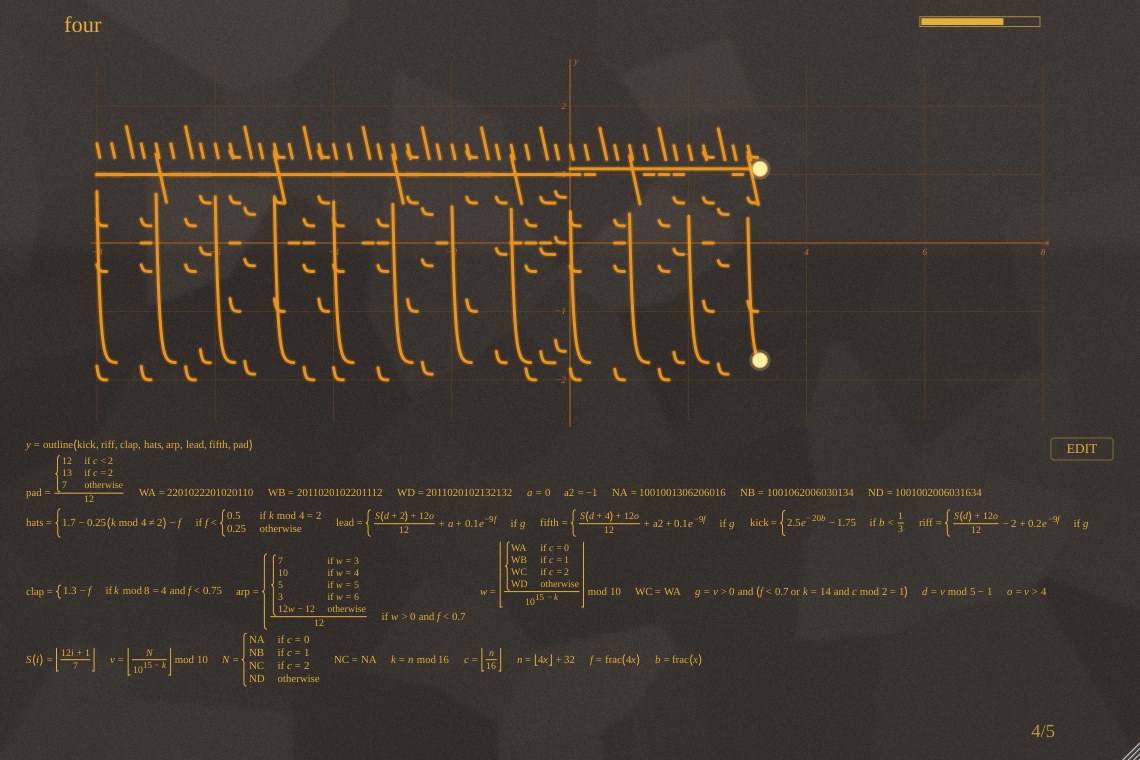 four
y
2
-1
-2
4
6
8
x
y = outline(kick, riff, clap, hats, arp, lead, fifth, pad)
EDIT
pad = { 12 if c < 2
13 if c = 2
7 otherwise
12
WA = 2201022201020110 WB = 2011020102201112 WD = 2011020102132132 a = 0 a2 = −1 NA = 1001001306206016 NB = 1001062006030134 ND = 1001002006031634
hats = { 1.7 − 0.25(k mod 4 ≠ 2) − f if f < { 0.5 if k mod 4 = 2
0.25 otherwise
lead = { S(d + 2) + 12o / 12 + a + 0.1e^−9f if g fifth = { S(d + 4) + 12o / 12 + a2 + 0.1e^−9f if g kick = { 2.5e^−20b − 1.75 if b < 1/3 riff = { S(d) + 12o / 12 − 2 + 0.2e^−9f if g
clap = { 1.3 − f if k mod 8 = 4 and f < 0.75
arp = { { 7 if w = 3
10 if w = 4
5 if w = 5
3 if w = 6
12w − 12 otherwise
12
if w > 0 and f < 0.7
w = ⌊ { WA if c = 0
WB if c = 1
WC if c = 2
WD otherwise
10^15 − k ⌋ mod 10
WC = WA g = v > 0 and (f < 0.7 or k = 14 and c mod 2 = 1) d = v mod 5 − 1 o = v > 4
S(i) = ⌊ 12i + 1 / 7 ⌋ v = ⌊ N / 10^15 − k ⌋ mod 10
N = { NA if c = 0
NB if c = 1
NC if c = 2
ND otherwise
NC = NA k = n mod 16 c = ⌊ n / 16 ⌋ n = ⌊4x⌋ + 32 f = frac(4x) b = frac(x)
4/5